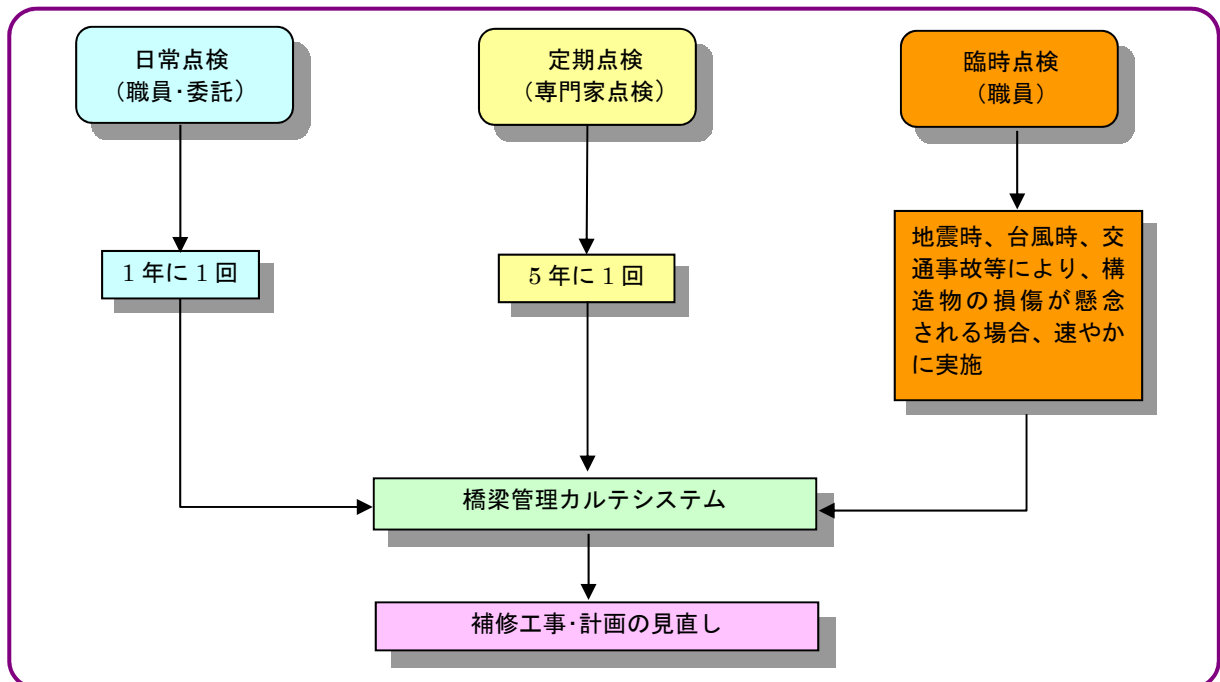 日常点検
（職員・委託）
定期点検
（専門家点検）
臨時点検
（職員）
1年に1回
5年に1回
地震時、台風時、交
通事故等により、構
造物の損傷が懸念
される場合、速やか
に実施
橋梁管理カルテシステム
補修工事・計画の見直し